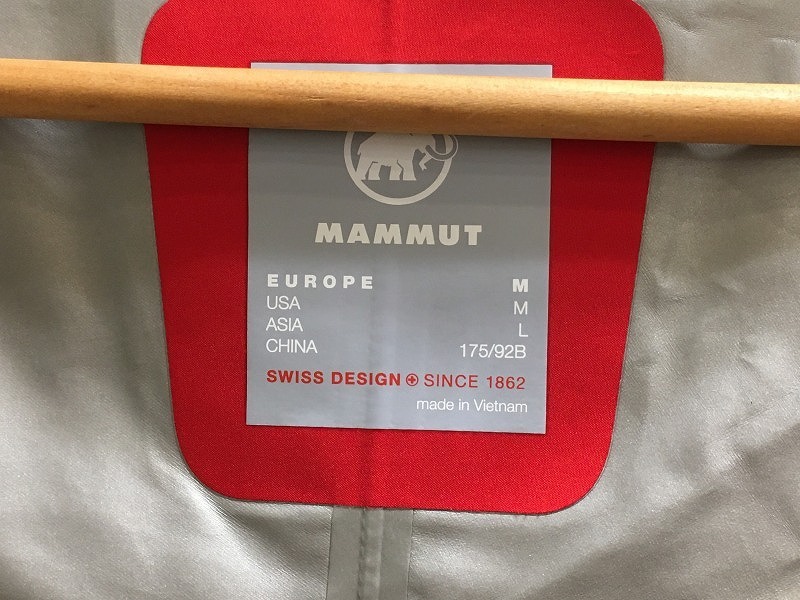 MAMMUT
EUROPE M
USA M
ASIA L
CHINA 175/92B
SWISS DESIGN SINCE 1862
made in Vietnam